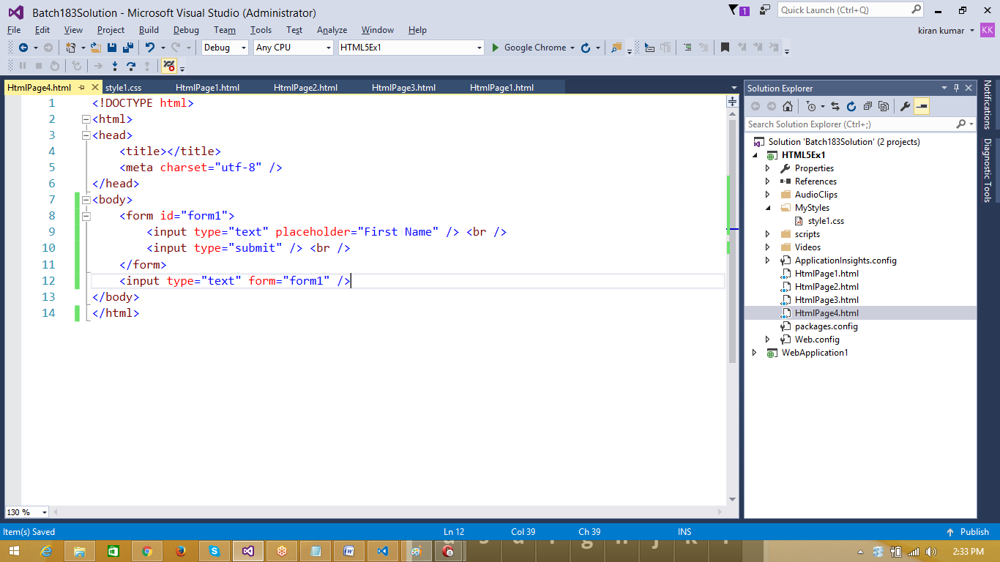 Batch183Solution - Microsoft Visual Studio (Administrator)
1
Quick Launch (Ctrl+Q)
File Edit View Project Build Debug Team Tools Test Analyze Window Help
kiran kumar
KK
Debug Any CPU HTML5Ex1 Google Chrome
HtmlPage4.html style1.css HtmlPage1.html HtmlPage2.html HtmlPage3.html HtmlPage1.html
1 <!DOCTYPE html>
2 <html>
3 <head>
4 <title></title>
5 <meta charset="utf-8" />
6 </head>
7 <body>
8 <form id="form1">
9 <input type="text" placeholder="First Name" /> <br />
10 <input type="submit" /> <br />
11 </form>
12 <input type="text" form="form1" />
13 </body>
14 </html>
130 %
Solution Explorer
Search Solution Explorer (Ctrl+;)
Solution 'Batch183Solution' (2 projects)
HTML5Ex1
Properties
References
AudioClips
MyStyles
style1.css
scripts
Videos
ApplicationInsights.config
HtmlPage1.html
HtmlPage2.html
HtmlPage3.html
HtmlPage4.html
packages.config
Web.config
WebApplication1
Notifications
Diagnostic Tools
Item(s) Saved Ln 12 Col 39 Ch 39 INS Publish
2:33 PM